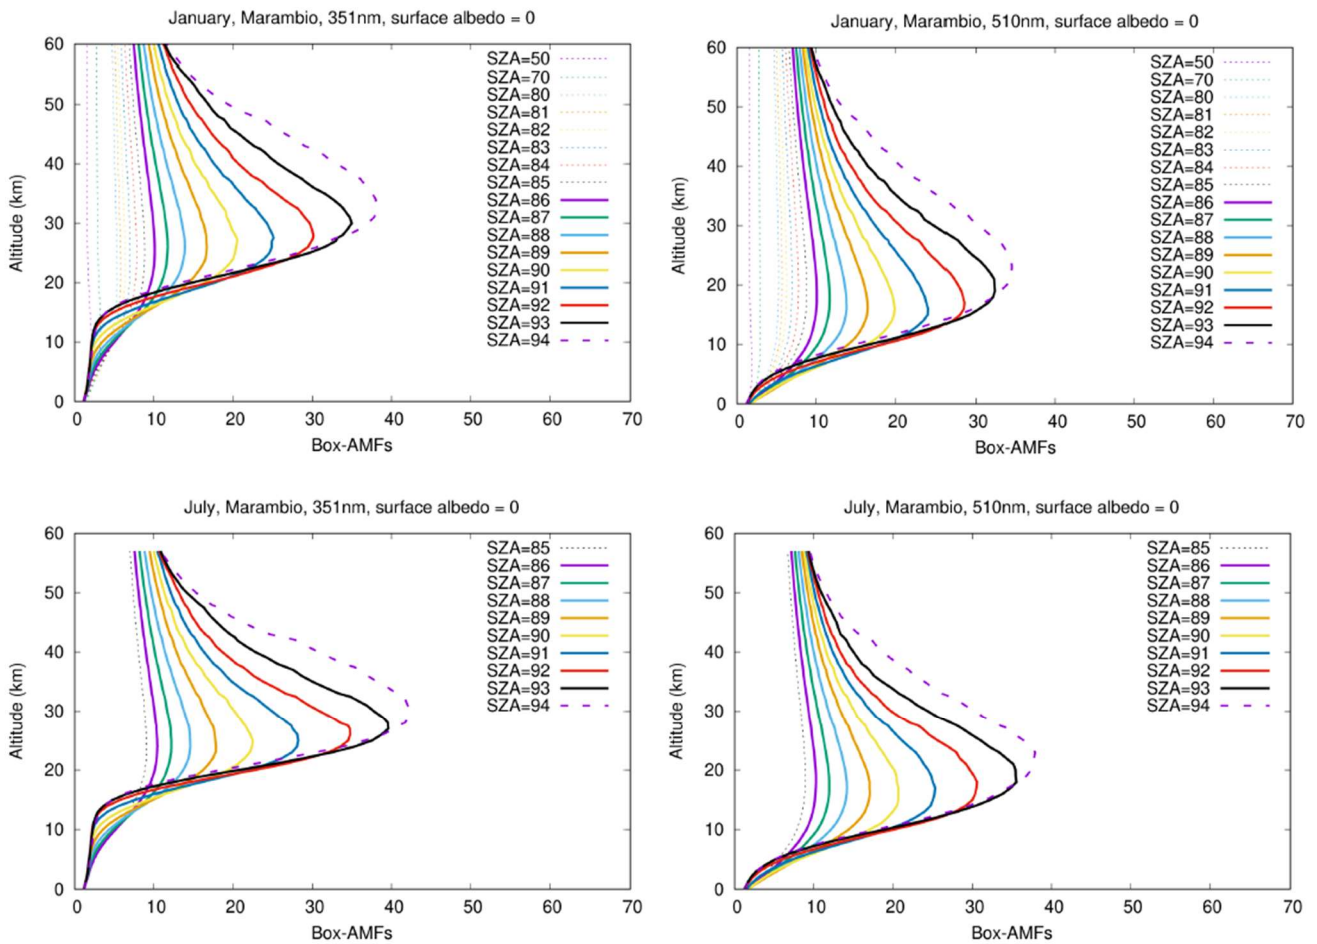 January, Marambio, 351nm, surface albedo = 0
60
50
40
30
20
10
0
Altitude (km)
SZA=50
SZA=70
SZA=80
SZA=81
SZA=82
SZA=83
SZA=84
SZA=85
SZA=86
SZA=87
SZA=88
SZA=89
SZA=90
SZA=91
SZA=92
SZA=93
SZA=94
0 10 20 30 40 50 60 70
Box-AMFs
January, Marambio, 510nm, surface albedo = 0
60
50
40
30
20
10
0
Altitude (km)
SZA=50
SZA=70
SZA=80
SZA=81
SZA=82
SZA=83
SZA=84
SZA=85
SZA=86
SZA=87
SZA=88
SZA=89
SZA=90
SZA=91
SZA=92
SZA=93
SZA=94
0 10 20 30 40 50 60 70
Box-AMFs
July, Marambio, 351nm, surface albedo = 0
60
50
40
30
20
10
0
Altitude (km)
SZA=85
SZA=86
SZA=87
SZA=88
SZA=89
SZA=90
SZA=91
SZA=92
SZA=93
SZA=94
0 10 20 30 40 50 60 70
Box-AMFs
July, Marambio, 510nm, surface albedo = 0
60
50
40
30
20
10
0
Altitude (km)
SZA=85
SZA=86
SZA=87
SZA=88
SZA=89
SZA=90
SZA=91
SZA=92
SZA=93
SZA=94
0 10 20 30 40 50 60 70
Box-AMFs